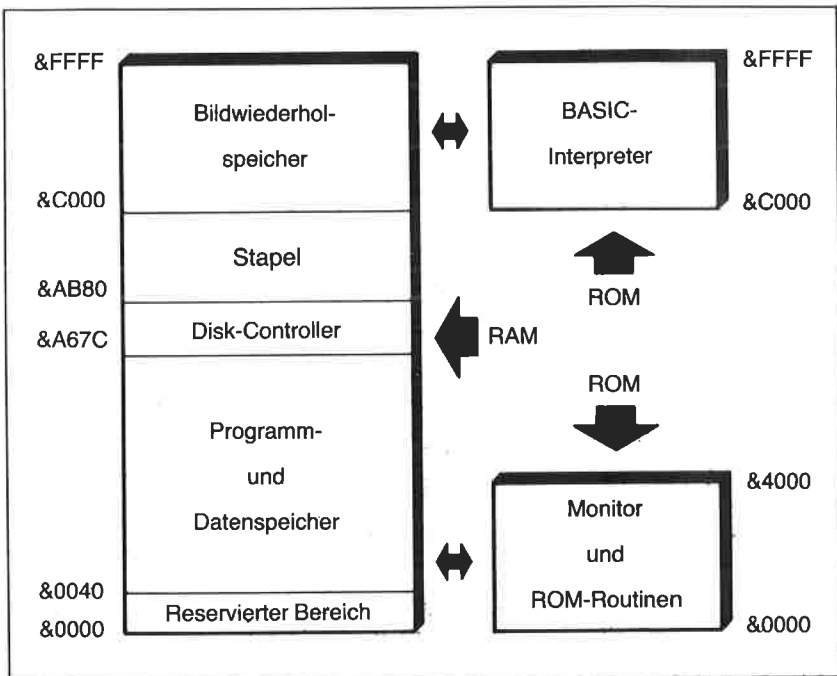 &FFFF
Bildwiederhol-
speicher
&C000
Stapel
&AB80
Disk-Controller
&A67C
Programm-
und
Datenspeicher
&0040
Reservierter Bereich
&0000
RAM
&FFFF
BASIC-
Interpreter
&C000
ROM
ROM
&4000
Monitor
und
ROM-Routinen
&0000